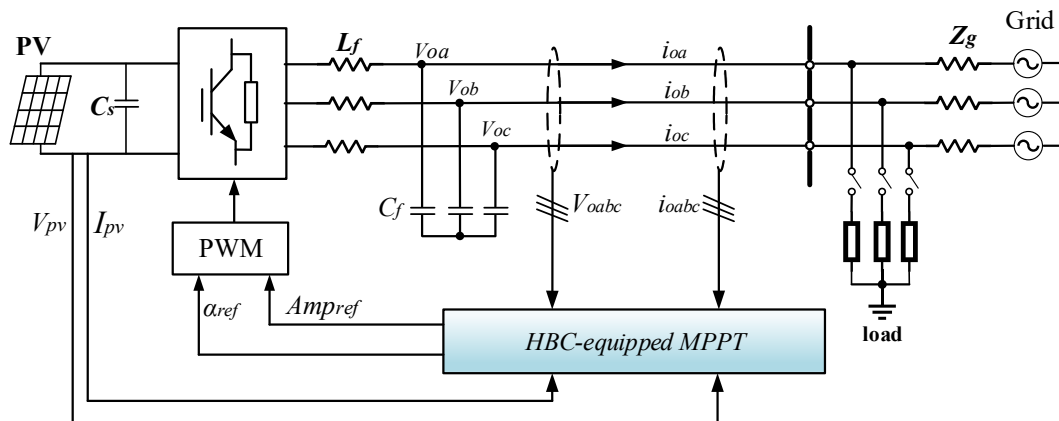 PV
Cs
Lf
Voa
Vob
Voc
ioa
iob
ioc
Zg
Grid
Cf
Voabc
ioabc
Vpv
Ipv
PWM
αref
Ampref
HBC-equipped MPPT
load